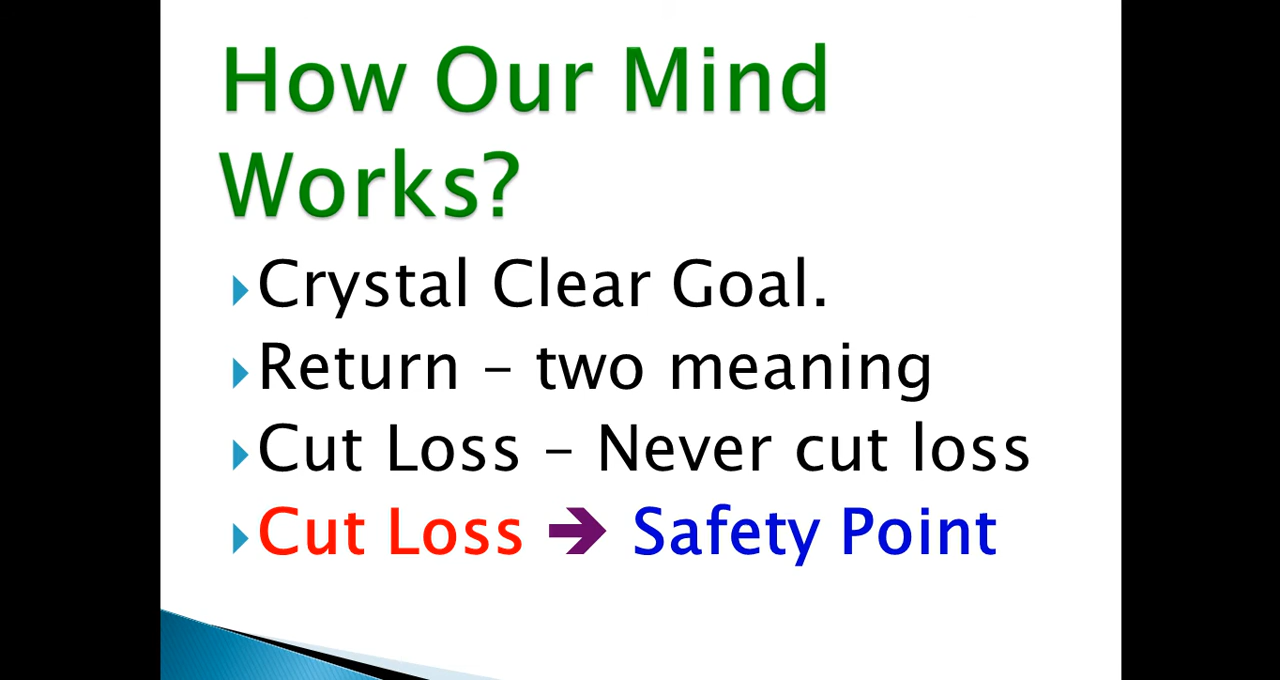 How Our Mind
Works?
Crystal Clear Goal.
Return – two meaning
Cut Loss – Never cut loss
Cut Loss ➔ Safety Point